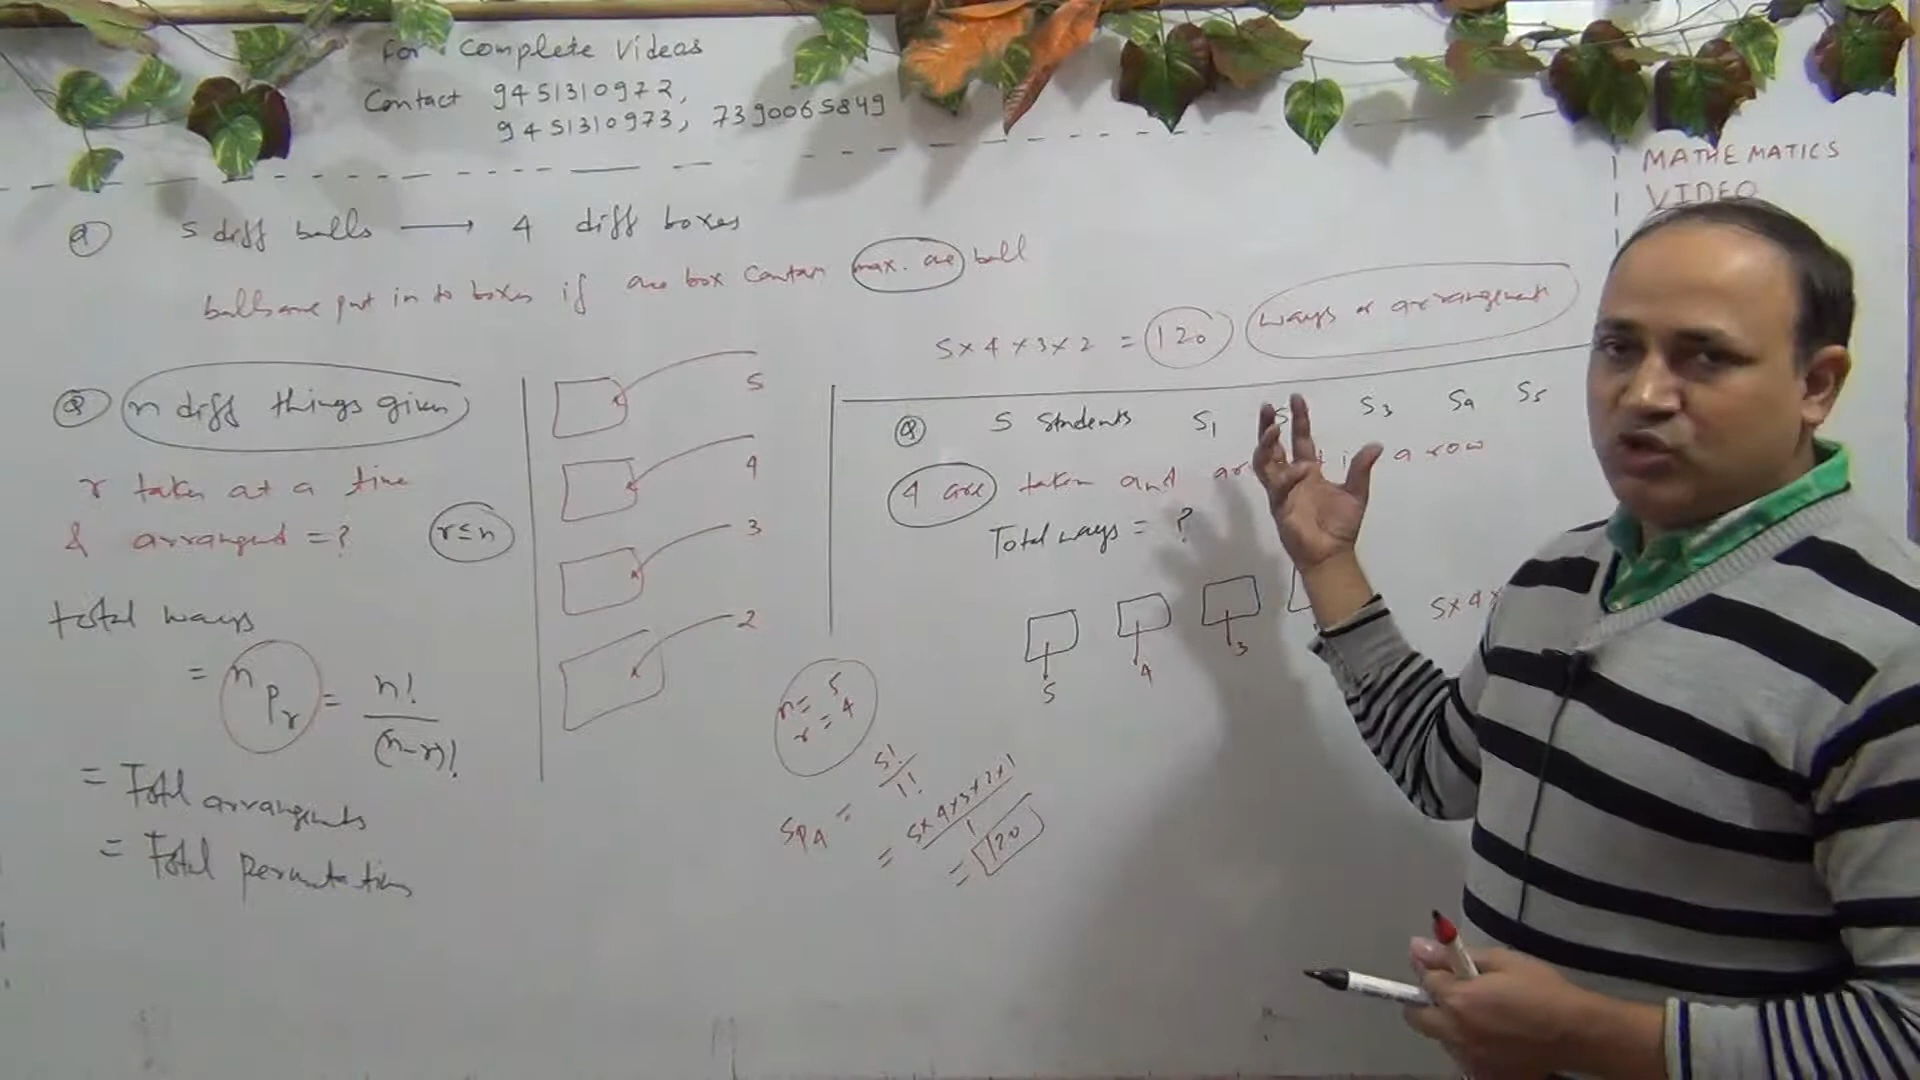 For Complete Videos
Contact 9451310972,
9451310973, 7390065849
MATHEMATICS
VIDEO
Q 5 diff balls → 4 diff boxes
balls are put in to boxes if one box contan max. one ball
5×4×3×2 = 120 ways or arrangement
Q n diff things given
r taken at a time
& arranged = ? r≤n
total ways
= nPr = n!/(n-r)!
= Total arrangents
= Total permutations
5
4
3
2
Q 5 students S1 S3 S4 S5
4 are taken and in a row
Total ways = ?
5 4 3
5×4×
n = 5
r = 4
5P4 = 5!/1!
= 5×4×3×2×1/1
= 120